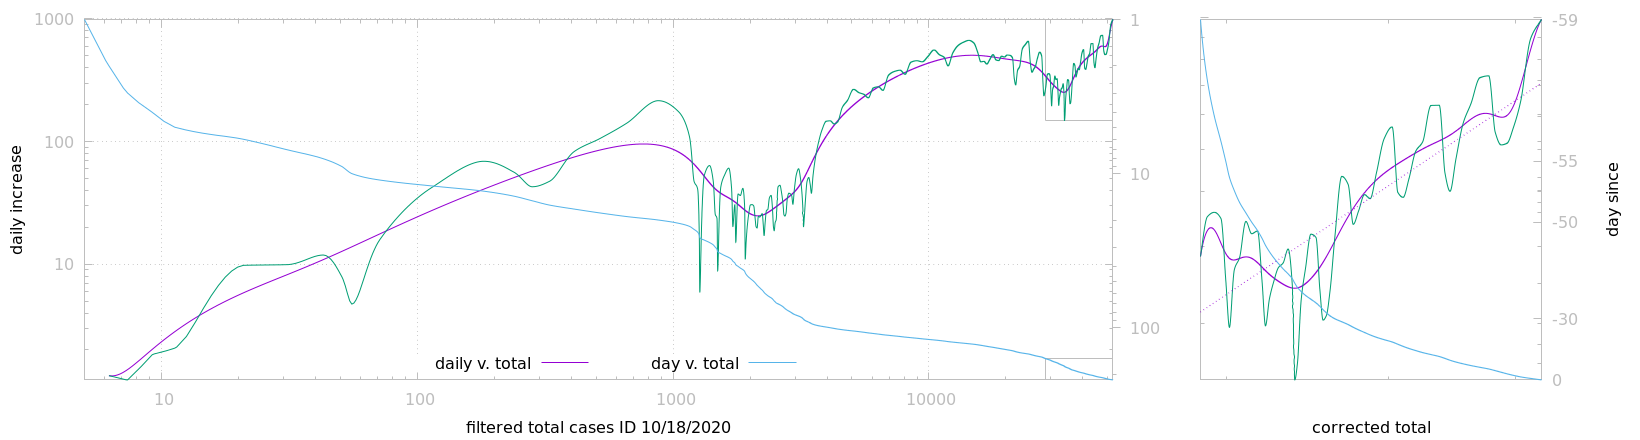 1000
100
10
daily increase
1
10
100
10
100
1000
10000
daily v. total
day v. total
filtered total cases ID 10/18/2020
-59
-55
-50
-30
0
day since
corrected total